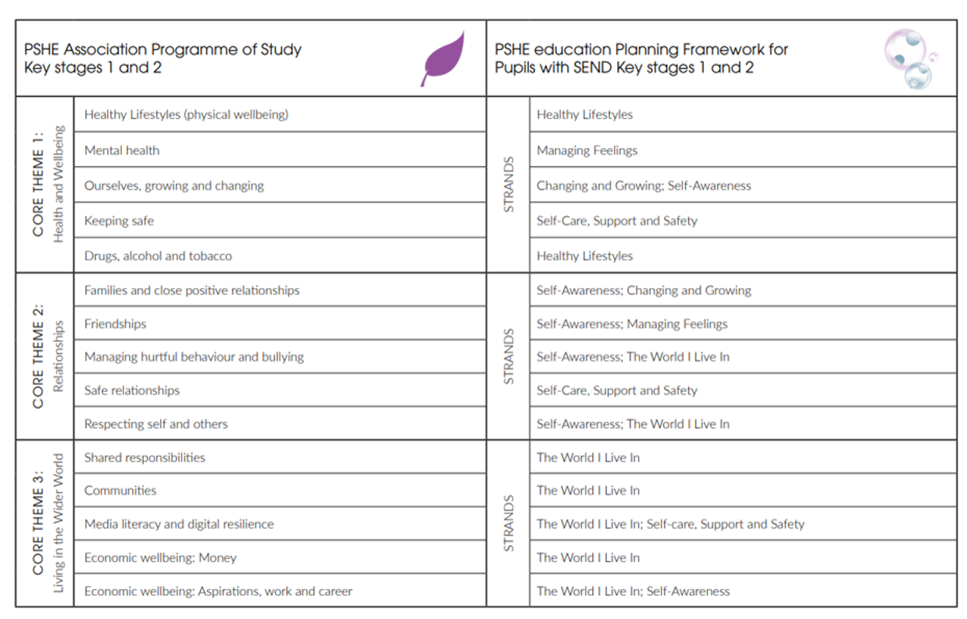 PSHE Association Programme of Study
Key stages 1 and 2
PSHE education Planning Framework for
Pupils with SEND Key stages 1 and 2
CORE THEME 1:
Health and Wellbeing
Healthy Lifestyles (physical wellbeing)
STRANDS
Healthy Lifestyles
Mental health
Managing Feelings
Ourselves, growing and changing
Changing and Growing; Self-Awareness
Keeping safe
Self-Care, Support and Safety
Drugs, alcohol and tobacco
Healthy Lifestyles
CORE THEME 2:
Relationships
Families and close positive relationships
STRANDS
Self-Awareness; Changing and Growing
Friendships
Self-Awareness; Managing Feelings
Managing hurtful behaviour and bullying
Self-Awareness; The World I Live In
Safe relationships
Self-Care, Support and Safety
Respecting self and others
Self-Awareness; The World I Live In
CORE THEME 3:
Living in the Wider World
Shared responsibilities
STRANDS
The World I Live In
Communities
The World I Live In
Media literacy and digital resilience
The World I Live In; Self-care, Support and Safety
Economic wellbeing: Money
The World I Live In
Economic wellbeing: Aspirations, work and career
The World I Live In; Self-Awareness